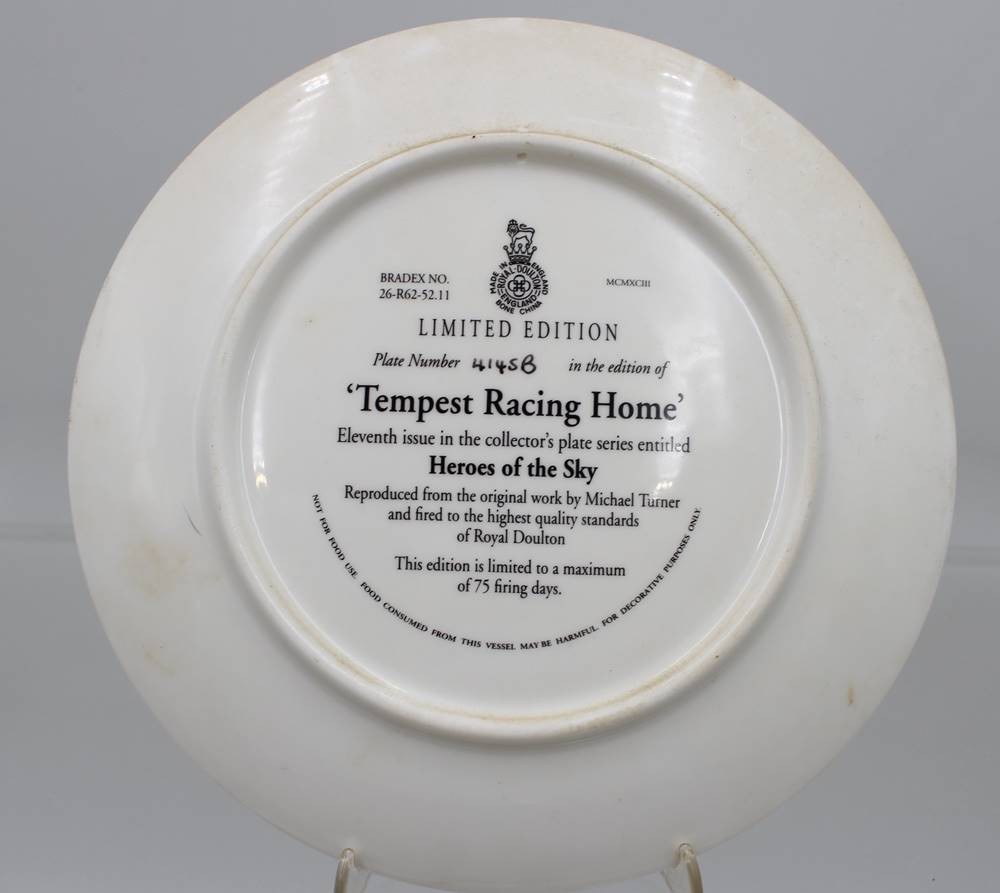 MADE IN ENGLAND
ROYAL·DOULTON
ENGLAND
BONE CHINA
BRADEX NO.
26-R62-52.11
MCMXCIII
LIMITED EDITION
Plate Number 4145B in the edition of
‘Tempest Racing Home’
Eleventh issue in the collector’s plate series entitled
Heroes of the Sky
Reproduced from the original work by Michael Turner
and fired to the highest quality standards
of Royal Doulton
This edition is limited to a maximum
of 75 firing days.
NOT FOR FOOD USE. FOOD CONSUMED FROM THIS VESSEL MAY BE HARMFUL. FOR DECORATIVE PURPOSES ONLY.